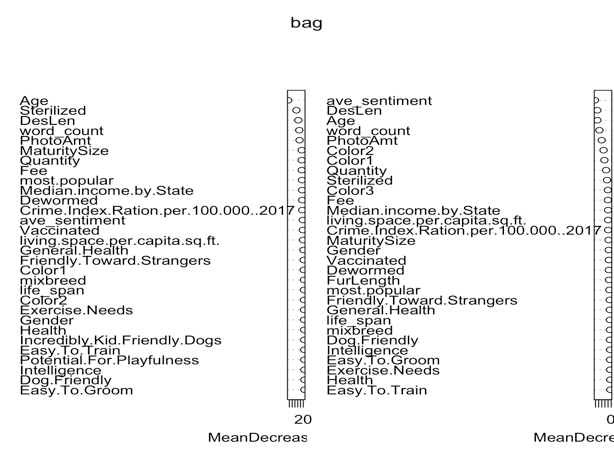 bag
Age
Sterilized
DesLen
word_count
PhotoAmt
MaturitySize
Quantity
Fee
most.popular
Median.income.by.State
Dewormed
Crime.Index.Ration.per.100.000..2017
ave_sentiment
Vaccinated
living.space.per.capita.sq.ft.
General.Health
Friendly.Toward.Strangers
Color1
mixbreed
life_span
Color2
Exercise.Needs
Gender
Health
Incredibly.Kid.Friendly.Dogs
Easy.To.Train
Potential.For.Playfulness
Intelligence
Dog.Friendly
Easy.To.Groom
20
MeanDecreas
ave_sentiment
DesLen
Age
word_count
PhotoAmt
Color2
Color1
Quantity
Sterilized
Color3
Fee
Median.income.by.State
living.space.per.capita.sq.ft.
Crime.Index.Ration.per.100.000..2017
MaturitySize
Gender
Vaccinated
Dewormed
FurLength
most.popular
Friendly.Toward.Strangers
General.Health
life_span
mixbreed
Dog.Friendly
Intelligence
Easy.To.Groom
Exercise.Needs
Health
Easy.To.Train
0
MeanDecre